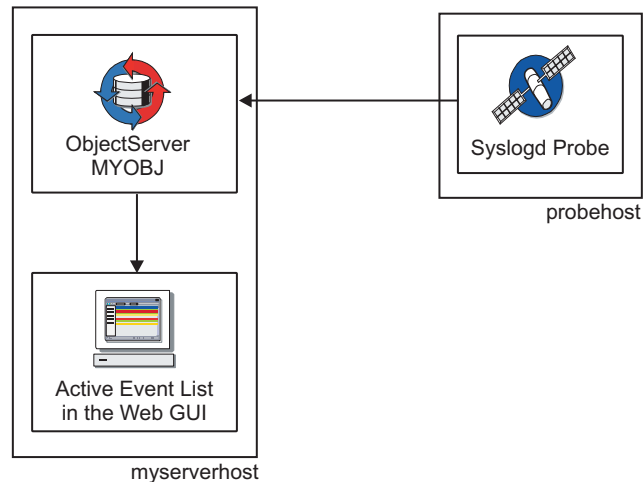 ObjectServer
MYOBJ
Syslogd Probe
probehost
Active Event List
in the Web GUI
myserverhost